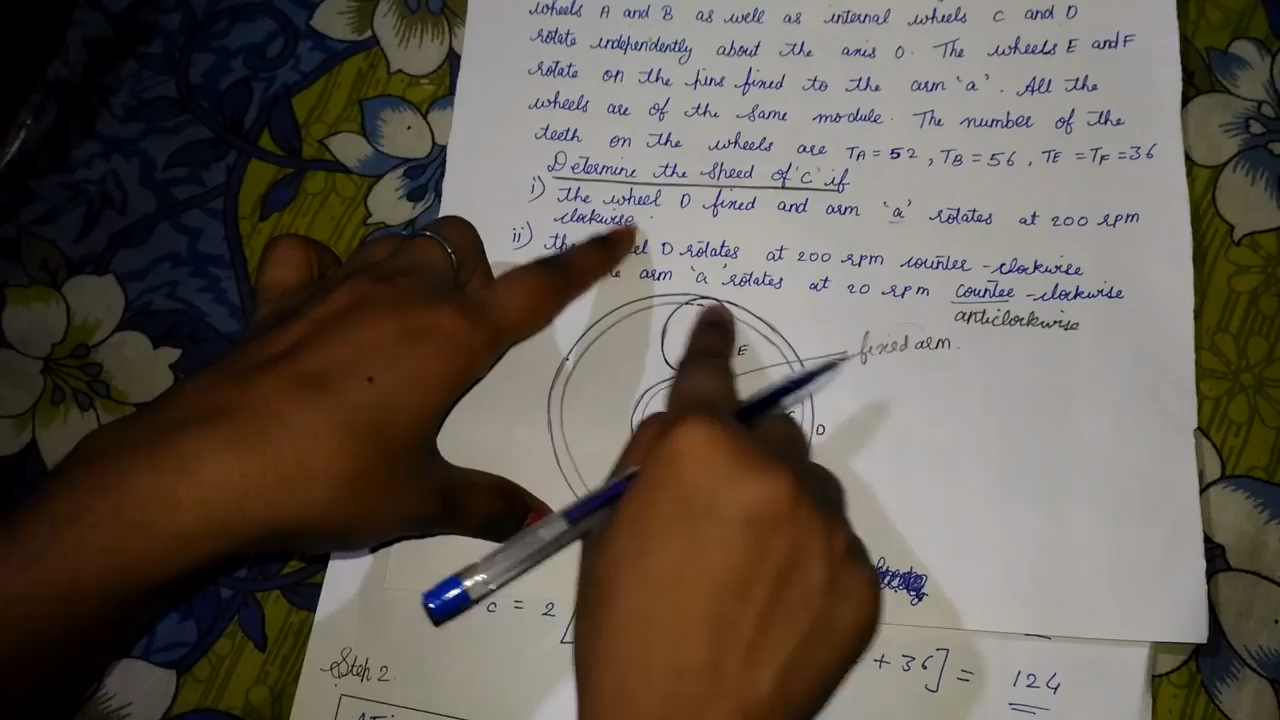 wheels A and B as well as internal wheels C and D
rotate independently about the axis O. The wheels E and F
rotate on the pins fixed to the arm 'a'. All the
wheels are of the same module. The number of the
teeth on the wheels are TA = 52, TB = 56, TE = TF = 36
Determine the speed of 'C' if
i) the wheel D fixed and arm 'a' rotates at 200 rpm
clockwise.
ii) D rotates at 200 rpm counter-clockwise
arm 'a' rotates at 20 rpm counter-clockwise
anticlockwise
E
fixed arm.
C
D
c = 2 [
+ 36] = 124
Step 2